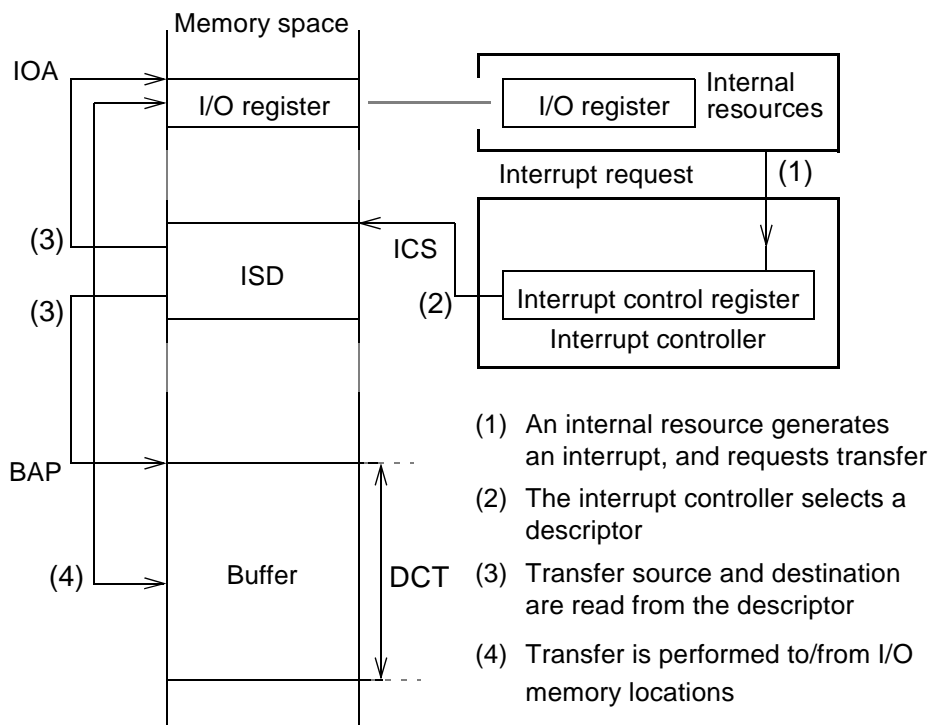 Memory space
IOA
I/O register
I/O register
Internal
resources
Interrupt request
(1)
(3)
ICS
ISD
(3)
(2)
Interrupt control register
Interrupt controller
BAP
(4)
Buffer
DCT
(1) An internal resource generates
an interrupt, and requests transfer
(2) The interrupt controller selects a
descriptor
(3) Transfer source and destination
are read from the descriptor
(4) Transfer is performed to/from I/O
memory locations